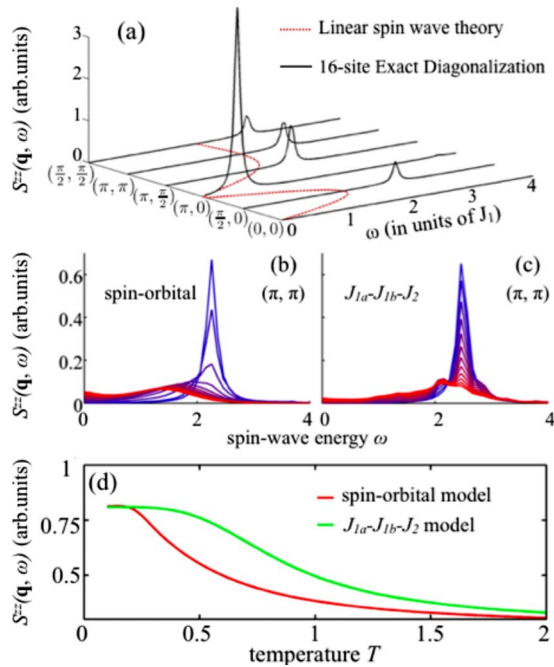 S^zz(q, ω) (arb.units)
3
2
1
0
(a)
Linear spin wave theory
16-site Exact Diagonalization
(π/2, π/2)
(π, π)
(π, π/2)
(π, 0)
(π/2, 0)
(0, 0)
0
1
2
3
4
ω (in units of J₁)
S^zz(q, ω) (arb.units)
0.6
0.4
0.2
0
(b)
spin-orbital
(π, π)
(c)
J₁ₐ-J₁b-J₂
(π, π)
0 2 4 0 2 4
spin-wave energy ω
S^zz(q, ω) (arb.units)
1
0.75
0.5
(d)
spin-orbital model
J₁ₐ-J₁b-J₂ model
0 0.5 1 1.5 2
temperature T